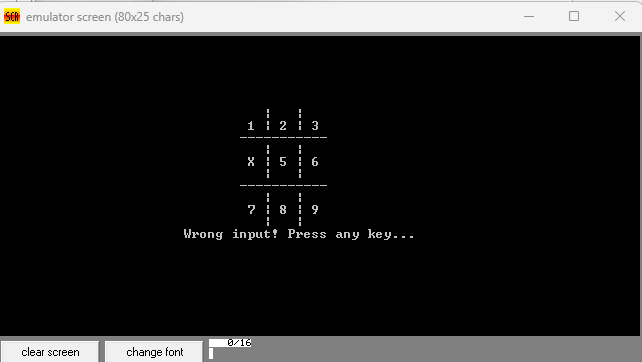 emulator screen (80x25 chars)
1 ¦ 2 ¦ 3
-----------
X ¦ 5 ¦ 6
-----------
7 ¦ 8 ¦ 9
Wrong input! Press any key...
0/16
clear screen change font